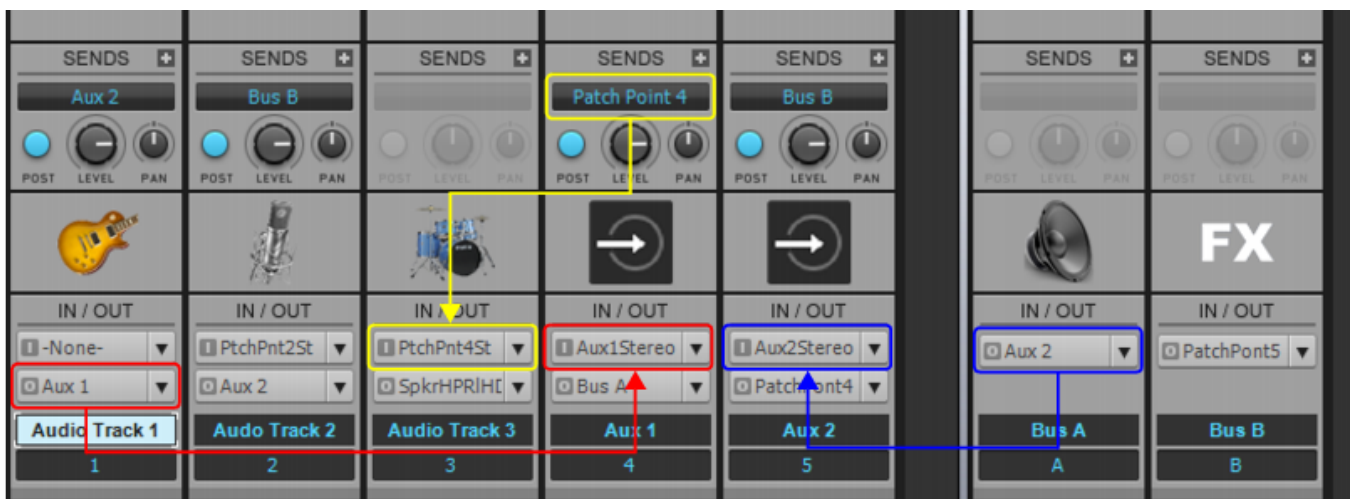 SENDS SENDS SENDS SENDS SENDS SENDS SENDS
Aux 2 Bus B Patch Point 4 Bus B
POST LEVEL PAN POST LEVEL PAN POST LEVEL PAN POST LEVEL PAN POST LEVEL PAN POST LEVEL PAN POST LEVEL PAN
FX
IN / OUT IN / OUT IN / OUT IN / OUT IN / OUT IN / OUT IN / OUT
I -None- I PtchPnt2St I PtchPnt4St I Aux1Stereo I Aux2Stereo O Aux 2 O PatchPont5
O Aux 1 O Aux 2 O SpkrHPRlHD O Bus A O PatchPont4
Audio Track 1 Audo Track 2 Audio Track 3 Aux 1 Aux 2 Bus A Bus B
1 2 3 4 5 A B